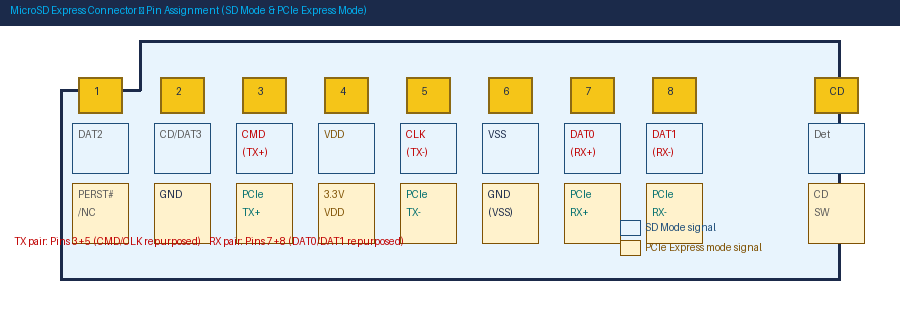 MicroSD Express Connector □ Pin Assignment (SD Mode & PCIe Express Mode)
1 2 3 4 5 6 7 8 CD
DAT2 CD/DAT3 CMD VDD CLK VSS DAT0 DAT1 Det
(TX+) (TX-) (RX+) (RX-)
PERST# GND PCIe 3.3V PCIe GND PCIe PCIe CD
/NC TX+ VDD TX- (VSS) RX+ RX- SW
SD Mode signal
TX pair: Pins 3+5 (CMD/CLK repurposed) RX pair: Pins 7+8 (DAT0/DAT1 repurposed)
PCIe Express mode signal